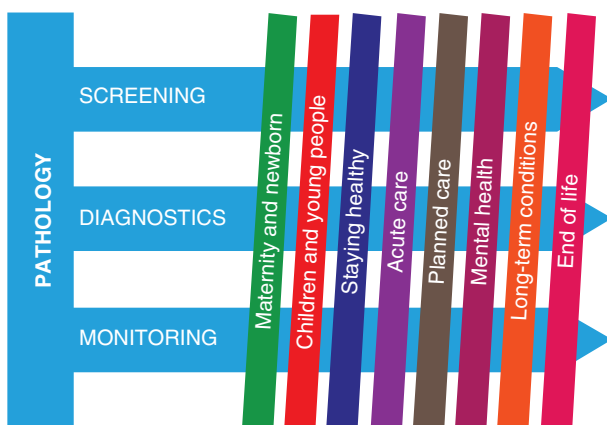 PATHOLOGY
SCREENING
DIAGNOSTICS
MONITORING
Maternity and newborn
Children and young people
Staying healthy
Acute care
Planned care
Mental health
Long-term conditions
End of life